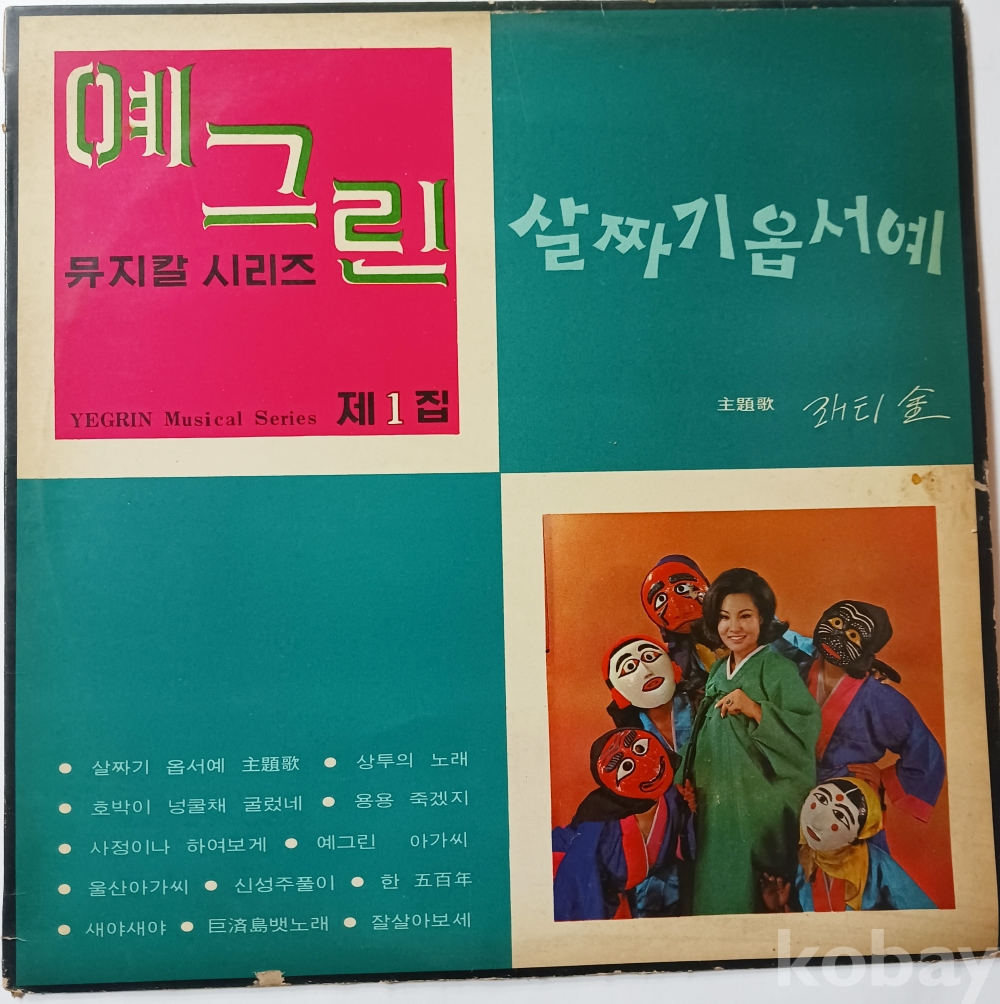 예그린
뮤지칼 시리즈
YEGRIN Musical Series 제1집
살짜기옵서예
主題歌 패티金
● 살짜기 옵서예 主題歌 ● 상투의 노래
● 호박이 넝쿨채 굴렀네 ● 용용 죽겠지
● 사정이나 하여보게 ● 예그린 아가씨
● 울산아가씨 ● 신성주풀이 ● 한 五百年
● 새야새야 ● 巨済島뱃노래 ● 잘살아보세
kobay